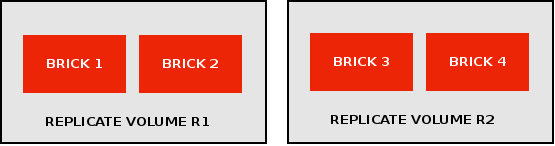 BRICK 1
BRICK 2
REPLICATE VOLUME R1
BRICK 3
BRICK 4
REPLICATE VOLUME R2